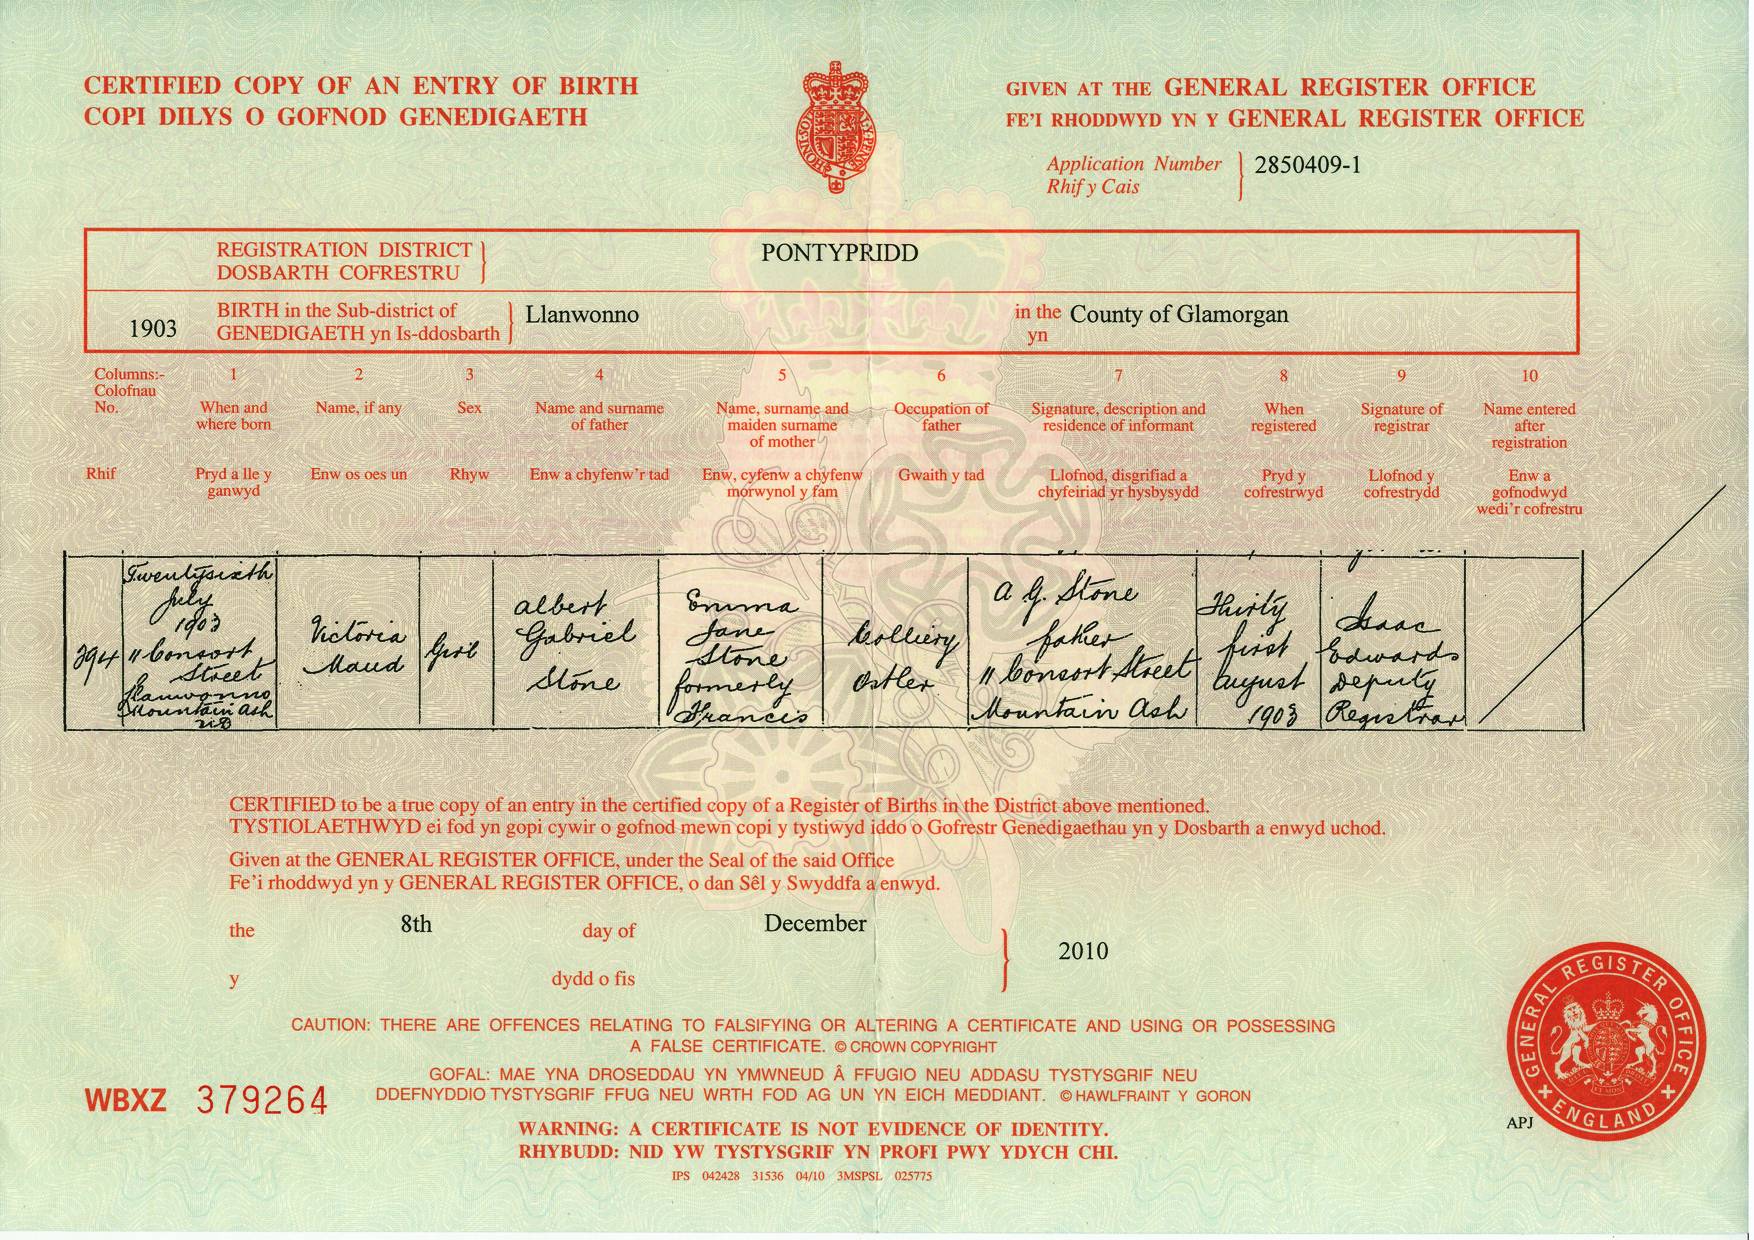 CERTIFIED COPY OF AN ENTRY OF BIRTH
COPI DILYS O GOFNOD GENEDIGAETH
GIVEN AT THE GENERAL REGISTER OFFICE
FE'I RHODDWYD YN Y GENERAL REGISTER OFFICE
Application Number 2850409-1
Rhif y Cais
REGISTRATION DISTRICT PONTYPRIDD
DOSBARTH COFRESTRU
1903
BIRTH in the Sub-district of Llanwonno in the County of Glamorgan
GENEDIGAETH yn Is-ddosbarth yn
Columns:- 1 2 3 4 5 6 7 8 9 10
Colofnau
No.
When and
where born
Name, if any
Sex
Name and surname
of father
Name, surname and
maiden surname
of mother
Occupation of
father
Signature, description and
residence of informant
When
registered
Signature of
registrar
Name entered
after
registration
Rhif
Pryd a lle y
ganwyd
Enw os oes un
Rhyw
Enw a chyfenw'r tad
Enw, cyfenw a chyfenw
morwynol y fam
Gwaith y tad
Llofnod, disgrifiad a
chyfeiriad yr hysbysydd
Pryd y
cofrestrwyd
Llofnod y
cofrestrydd
Enw a
gofnodwyd
wedi'r cofrestru
394
Twentysixth
July
1903
11 Consort
Street
Llanwonno
Mountain Ash
Victoria
Maud
Girl
Albert
Gabriel
Stone
Emma
Jane
Stone
formerly
Francis
Colliery
Ostler
A G. Stone
father
11 Consort Street
Mountain Ash
Thirty
first
August
1903
Isaac
Edwards
Deputy
Registrar
CERTIFIED to be a true copy of an entry in the certified copy of a Register of Births in the District above mentioned.
TYSTIOLAETHWYD ei fod yn gopi cywir o gofnod mewn copi y tystiwyd iddo o Gofrestr Genedigaethau yn y Dosbarth a enwyd uchod.
Given at the GENERAL REGISTER OFFICE, under the Seal of the said Office
Fe'i rhoddwyd yn y GENERAL REGISTER OFFICE, o dan Sêl y Swyddfa a enwyd.
the 8th day of December 2010
y dydd o fis
CAUTION: THERE ARE OFFENCES RELATING TO FALSIFYING OR ALTERING A CERTIFICATE AND USING OR POSSESSING
A FALSE CERTIFICATE. © CROWN COPYRIGHT
GOFAL: MAE YNA DROSEDDAU YN YMWNEUD Â FFUGIO NEU ADDASU TYSTYSGRIF NEU
DDEFNYDDIO TYSTYSGRIF FFUG NEU WRTH FOD AG UN YN EICH MEDDIANT. © HAWLFRAINT Y GORON
WBXZ 379264
WARNING: A CERTIFICATE IS NOT EVIDENCE OF IDENTITY.
RHYBUDD: NID YW TYSTYSGRIF YN PROFI PWY YDYCH CHI.
IPS 042428 31536 04/10 3MSPSL 025775
GENERAL REGISTER OFFICE
ENGLAND
APJ